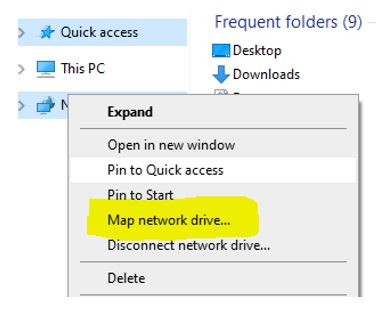 Quick access
Frequent folders (9)
Desktop
This PC
Downloads
N
Expand
Open in new window
Pin to Quick access
Pin to Start
Map network drive...
Disconnect network drive...
Delete